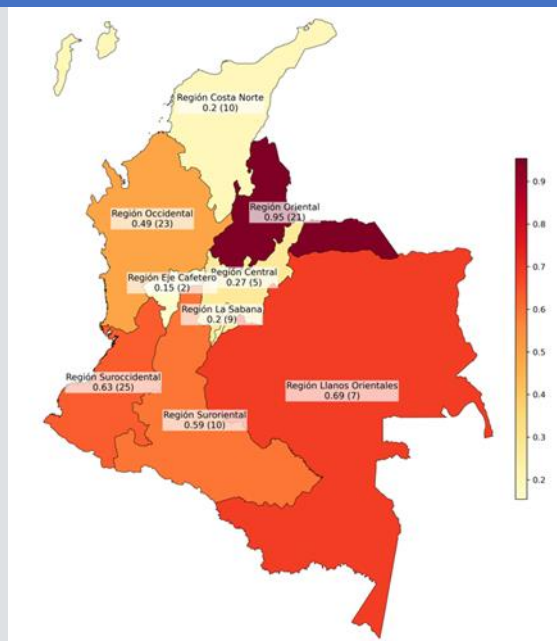 Región Costa Norte
0.2 (10)
Región Oriental
0.95 (21)
Región Occidental
0.49 (23)
Región Eje Cafetero
0.15 (2)
Región Central
0.27 (5)
Región La Sabana
0.2 (9)
Región Suroccidental
0.63 (25)
Región Llanos Orientales
0.69 (7)
Región Suroriental
0.59 (10)
0.9
0.8
0.7
0.6
0.5
0.4
0.3
0.2